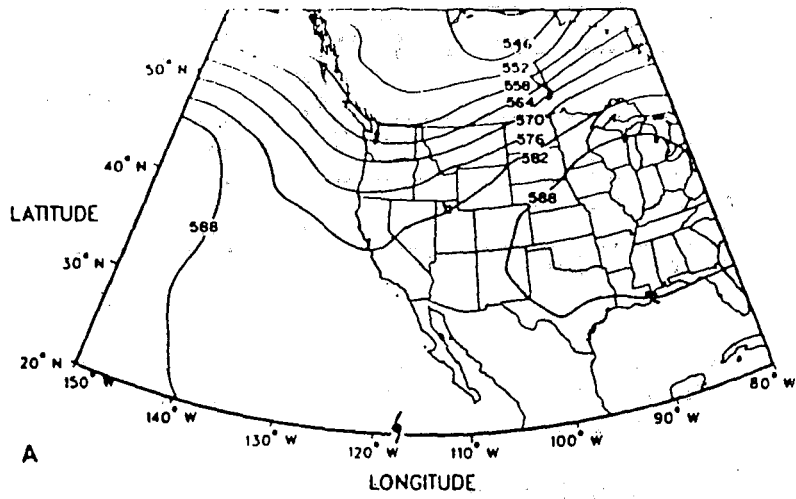 546
552
558
564
570
576
582
588
588
50° N
40° N
LATITUDE
30° N
20° N
150° W
140° W
130° W
120° W
110° W
100° W
90° W
80° W
A
LONGITUDE